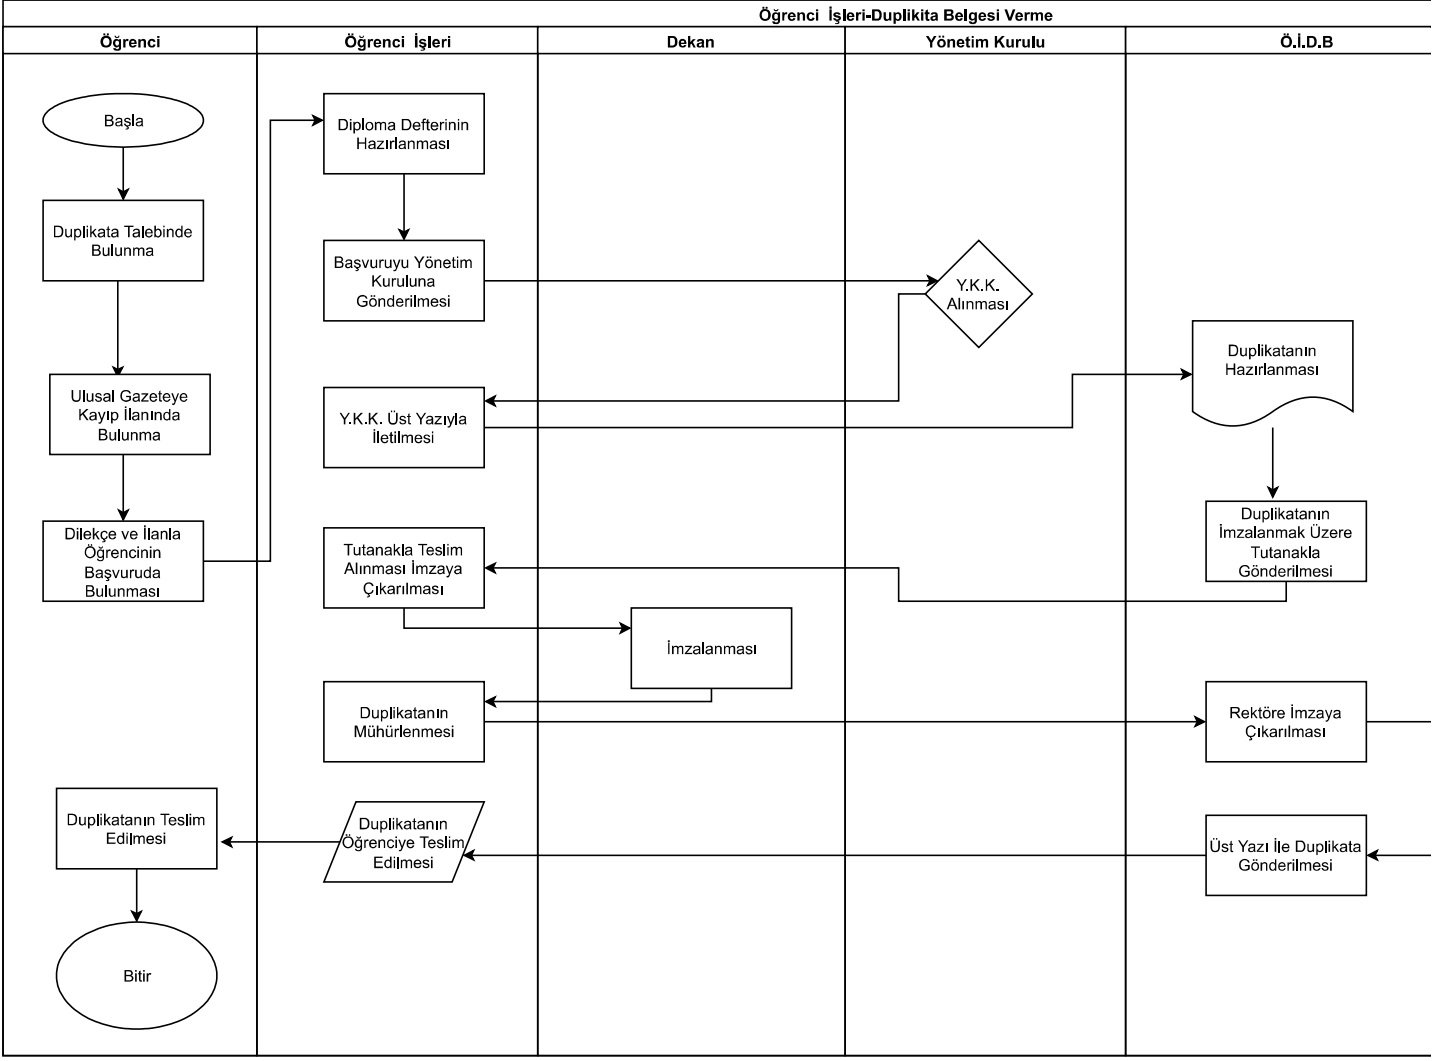 Öğrenci İşleri-Duplikita Belgesi Verme
Öğrenci
Öğrenci İşleri
Dekan
Yönetim Kurulu
Ö.İ.D.B
Başla
Duplikata Talebinde
Bulunma
Ulusal Gazeteye
Kayıp İlanında
Bulunma
Dilekçe ve İlanla
Öğrencinin
Başvuruda
Bulunması
Diploma Defterinin
Hazırlanması
Başvuruyu Yönetim
Kuruluna
Gönderilmesi
Y.K.K.
Alınması
Y.K.K. Üst Yazıyla
İletilmesi
Duplikatanın
Hazırlanması
Duplikatanın
İmzalanmak Üzere
Tutanakla
Gönderilmesi
Tutanakla Teslim
Alınması İmzaya
Çıkarılması
İmzalanması
Duplikatanın
Mühürlenmesi
Rektöre İmzaya
Çıkarılması
Üst Yazı İle Duplikata
Gönderilmesi
Duplikatanın
Öğrenciye Teslim
Edilmesi
Duplikatanın Teslim
Edilmesi
Bitir